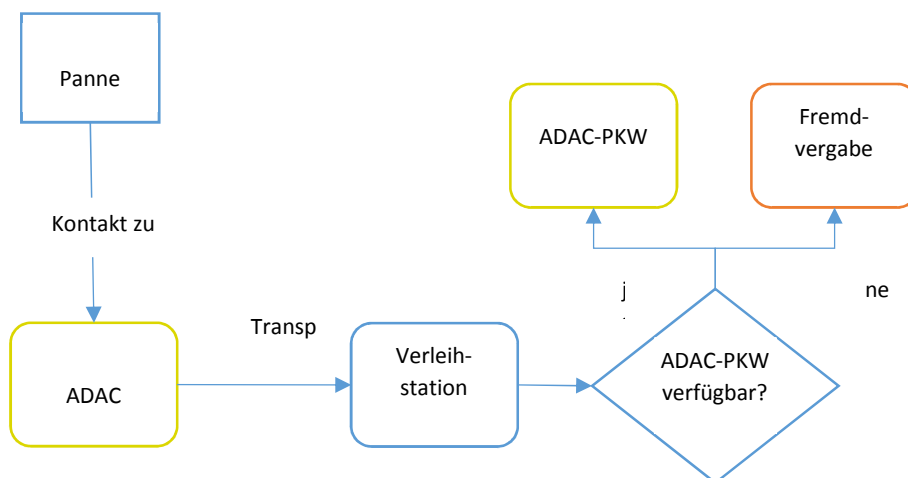 Panne
Kontakt zu
ADAC
Transp
Verleih-
station
ADAC-PKW
verfügbar?
j
ADAC-PKW
ne
Fremd-
vergabe